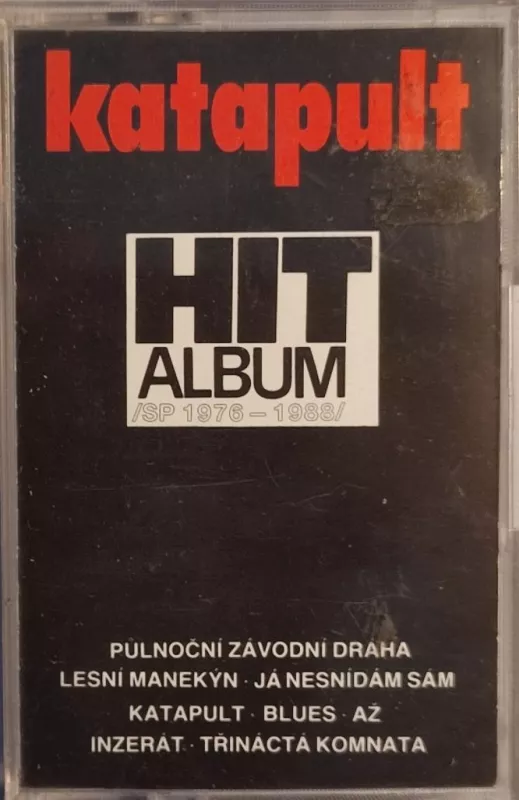 katapult
HIT
ALBUM
/SP 1976 – 1988/
PŮLNOČNÍ ZÁVODNÍ DRÁHA
LESNÍ MANEKÝN · JÁ NESNÍDÁM SÁM
KATAPULT · BLUES · AŽ
INZERÁT · TŘINÁCTÁ KOMNATA